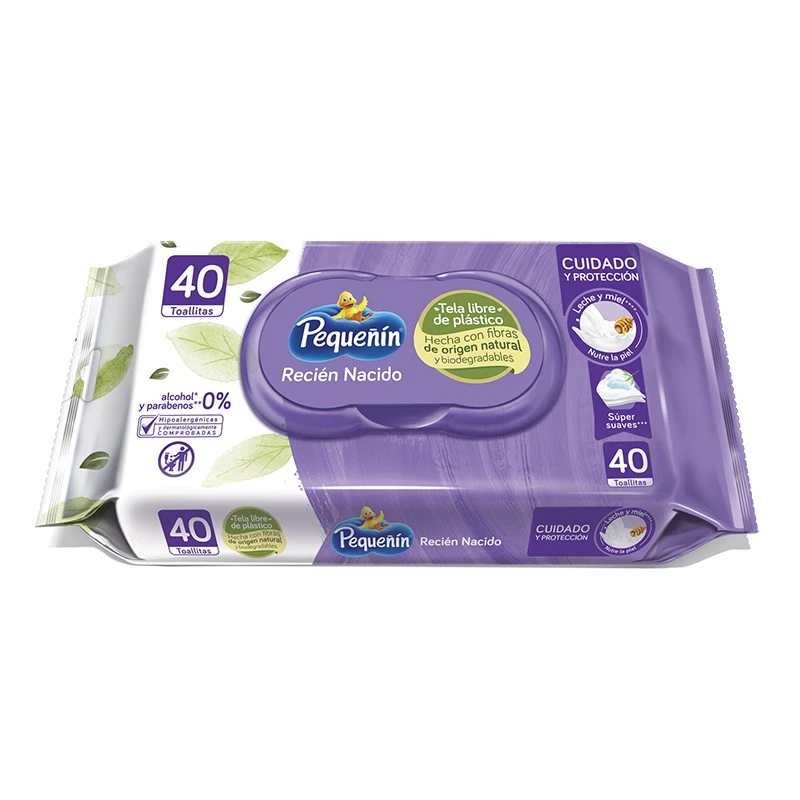 40
Toallitas
alcohol*
y parabenos** 0%
Hipoalergénicas
y dermatológicamente
COMPROBADAS
Pequeñín
Recién Nacido
Tela libre
de plástico
Hecha con fibras
de origen natural
y biodegradables
CUIDADO
Y PROTECCIÓN
Leche y miel****
Nutre la piel
Súper
suaves***
40
Toallitas
40
Toallitas
Tela libre
de plástico
Hecha con fibras
de origen natural
y biodegradables
Pequeñín
Recién Nacido
CUIDADO
Y PROTECCIÓN
Leche y miel****
Nutre la piel